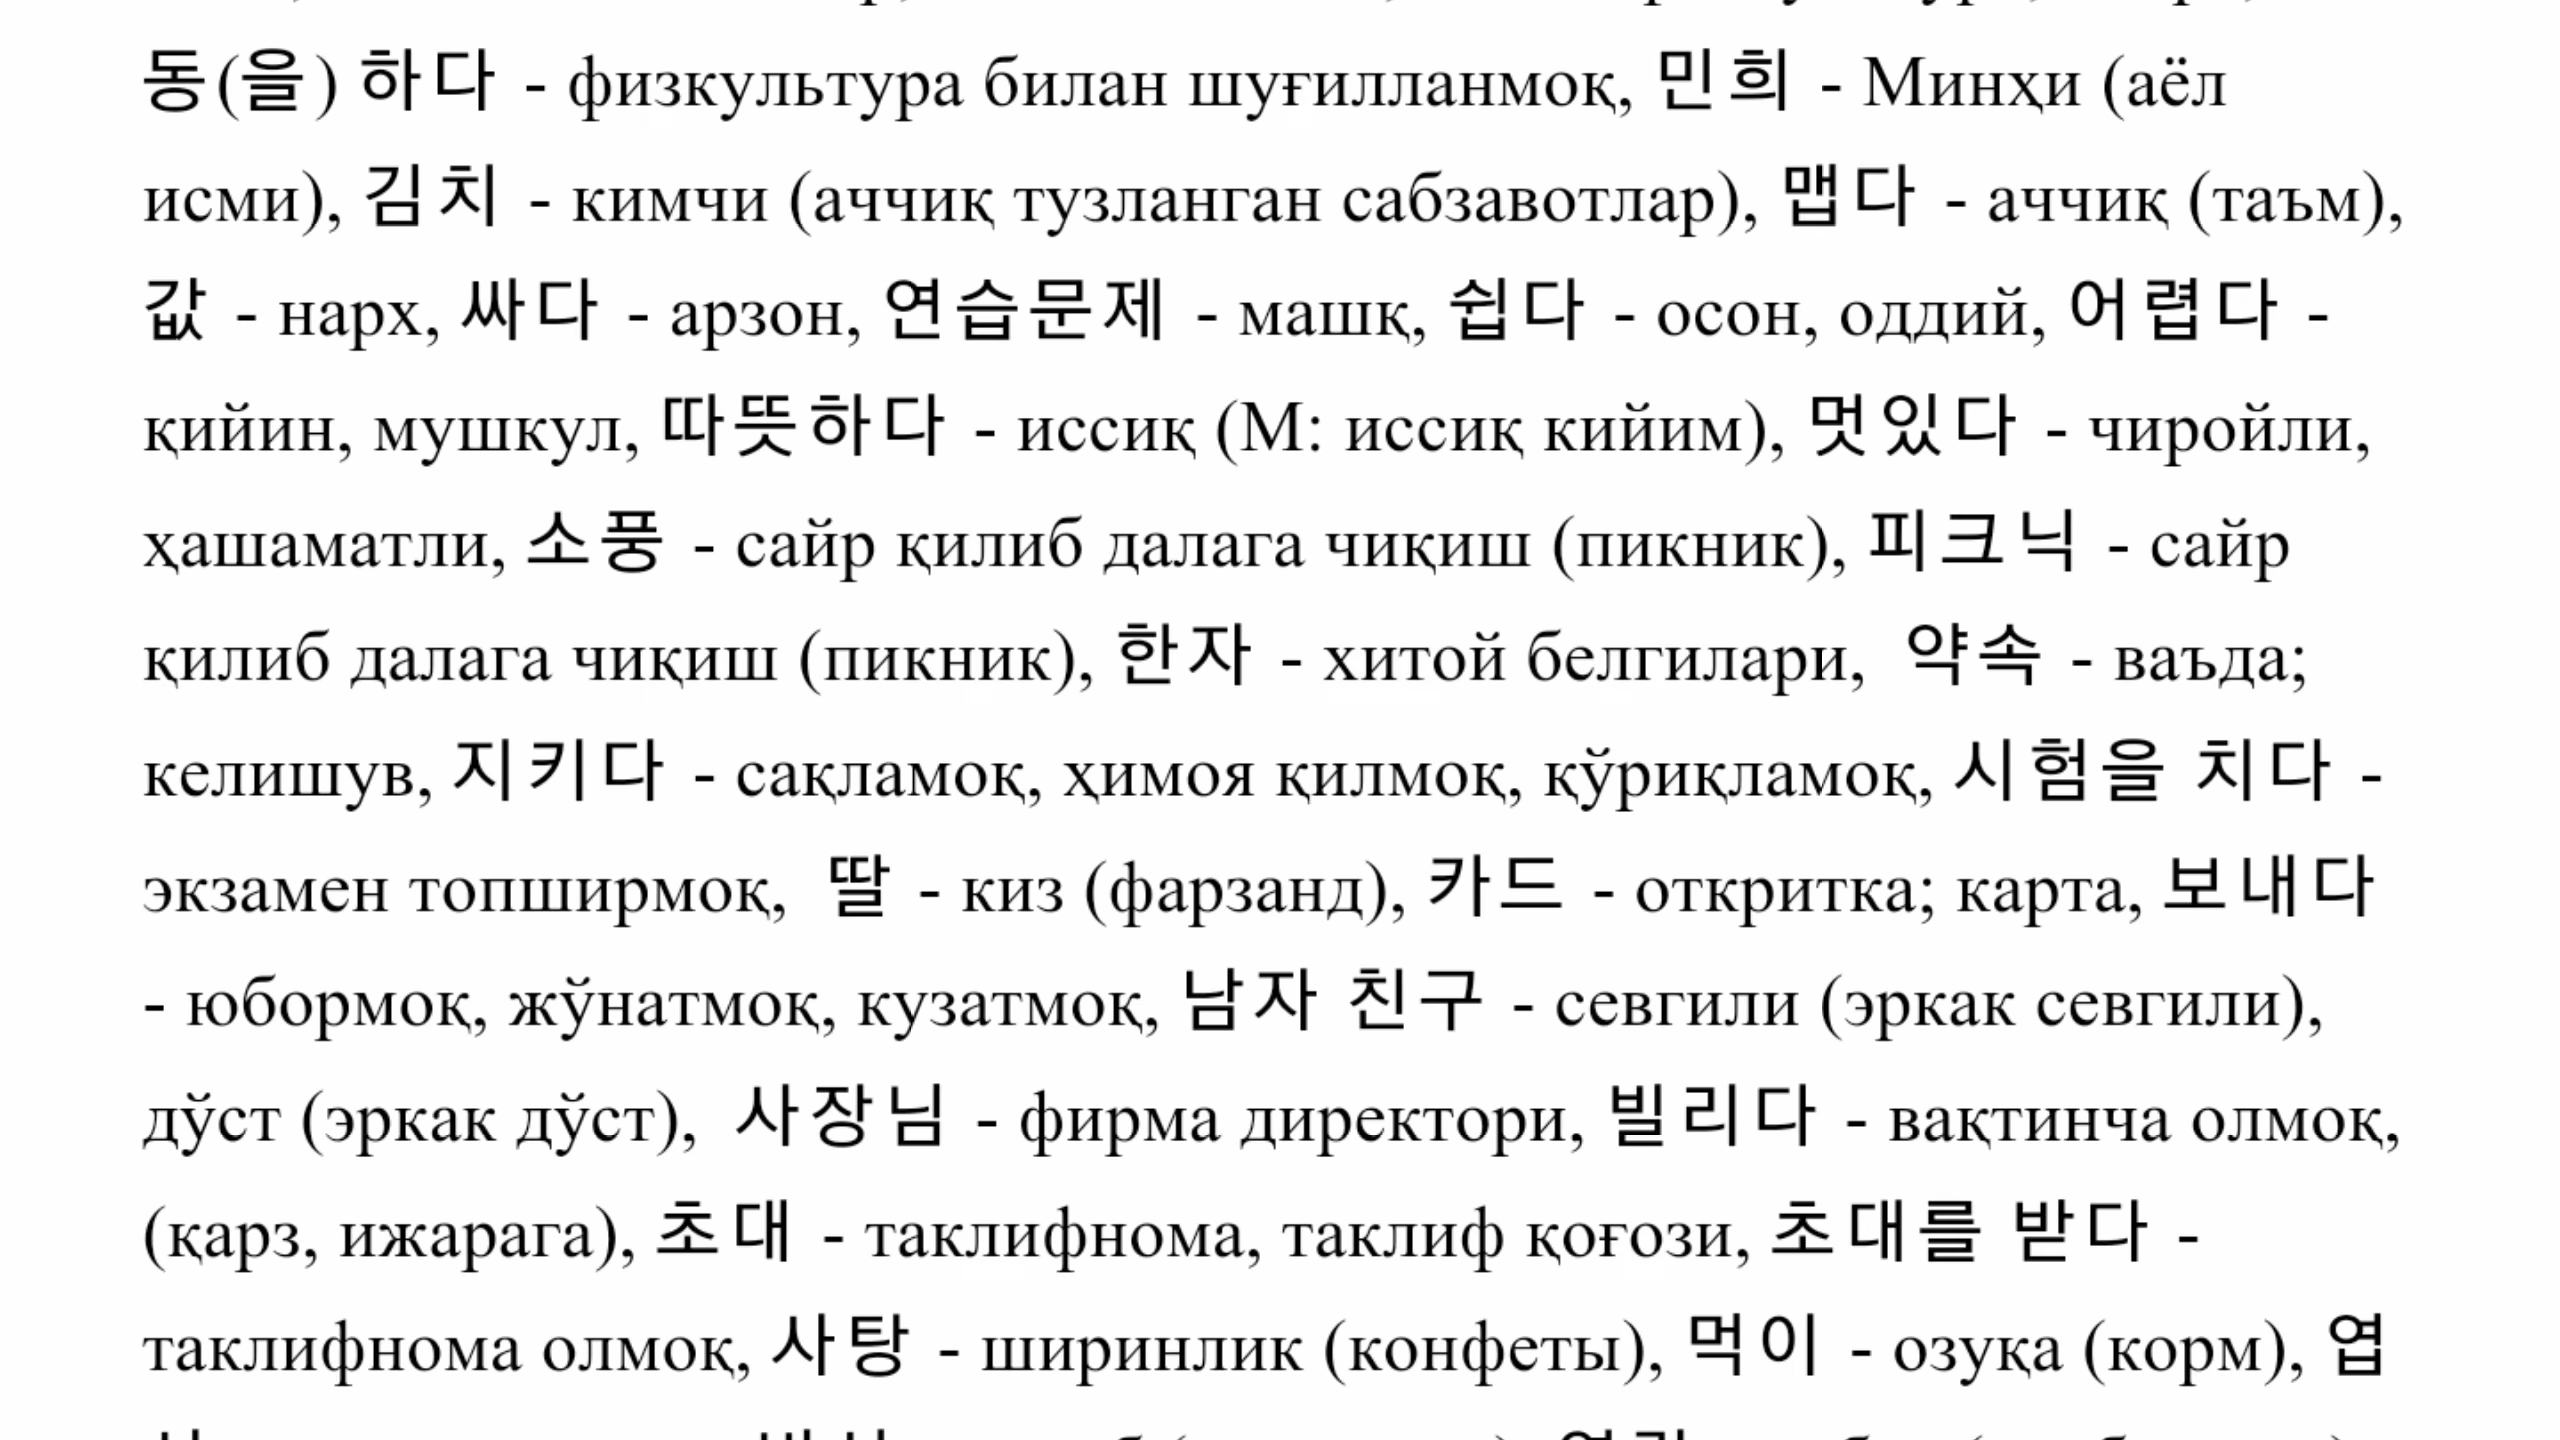 동(을) 하다 - физкультура билан шуғилланмоқ, 민희 - Минҳи (аёл
исми), 김치 - кимчи (аччиқ тузланган сабзавотлар), 맵다 - аччиқ (таъм),
값 - нарх, 싸다 - арзон, 연습문제 - машқ, 쉽다 - осон, оддий, 어렵다 -
қийин, мушкул, 따뜻하다 - иссиқ (М: иссиқ кийим), 멋있다 - чиройли,
ҳашаматли, 소풍 - сайр қилиб далага чиқиш (пикник), 피크닉 - сайр
қилиб далага чиқиш (пикник), 한자 - хитой белгилари, 약속 - ваъда;
келишув, 지키다 - сақламоқ, ҳимоя қилмоқ, қўриқламоқ, 시험을 치다 -
экзамен топширмоқ, 딸 - киз (фарзанд), 카드 - откритка; карта, 보내다
- юбормоқ, жўнатмоқ, кузатмоқ, 남자 친구 - севгили (эркак севгили),
дўст (эркак дўст), 사장님 - фирма директори, 빌리다 - вақтинча олмоқ,
(қарз, ижарага), 초대 - таклифнома, таклиф қоғози, 초대를 받다 -
таклифнома олмоқ, 사탕 - ширинлик (конфеты), 먹이 - озуқа (корм), 엽